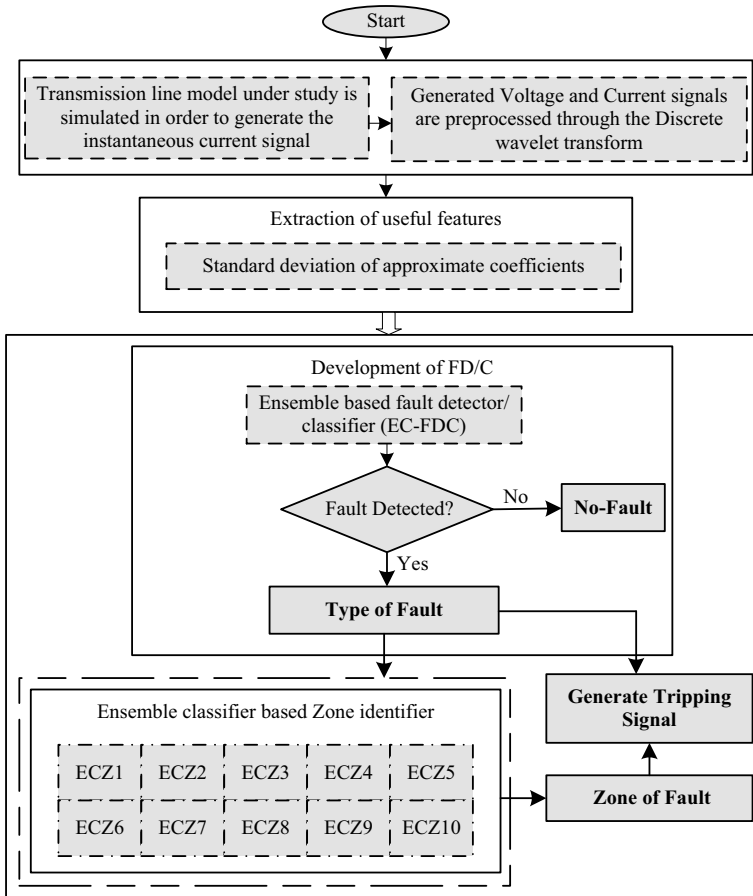 Start
Transmission line model under study is
simulated in order to generate the
instantaneous current signal
Generated Voltage and Current signals
are preprocessed through the Discrete
wavelet transform
Extraction of useful features
Standard deviation of approximate coefficients
Development of FD/C
Ensemble based fault detector/
classifier (EC-FDC)
Fault Detected?
No
No-Fault
Yes
Type of Fault
Generate Tripping
Signal
Ensemble classifier based Zone identifier
ECZ1 ECZ2 ECZ3 ECZ4 ECZ5
ECZ6 ECZ7 ECZ8 ECZ9 ECZ10
Zone of Fault